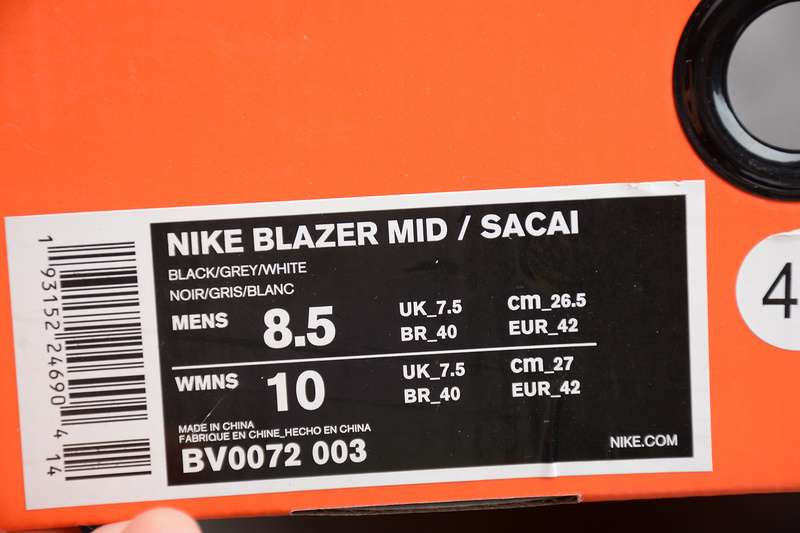 NIKE BLAZER MID / SACAI
BLACK/GREY/WHITE
NOIR/GRIS/BLANC
MENS 8.5 UK_7.5 cm_26.5
BR_40 EUR_42
WMNS 10 UK_7.5 cm_27
BR_40 EUR_42
MADE IN CHINA
FABRIQUE EN CHINE_HECHO EN CHINA
BV0072 003
NIKE.COM
1 93152 24690 4 14
4